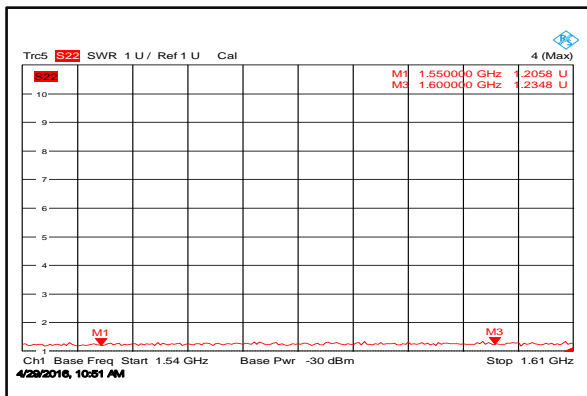 R&S
Trc5 S22 SWR 1 U / Ref 1 U Cal 4 (Max)
S22
M1 1.550000 GHz 1.2058 U
M3 1.600000 GHz 1.2348 U
10
9
8
7
6
5
4
3
2
M1
M3
1
Ch1 Base Freq Start 1.54 GHz Base Pwr -30 dBm Stop 1.61 GHz
4/29/2016, 10:51 AM